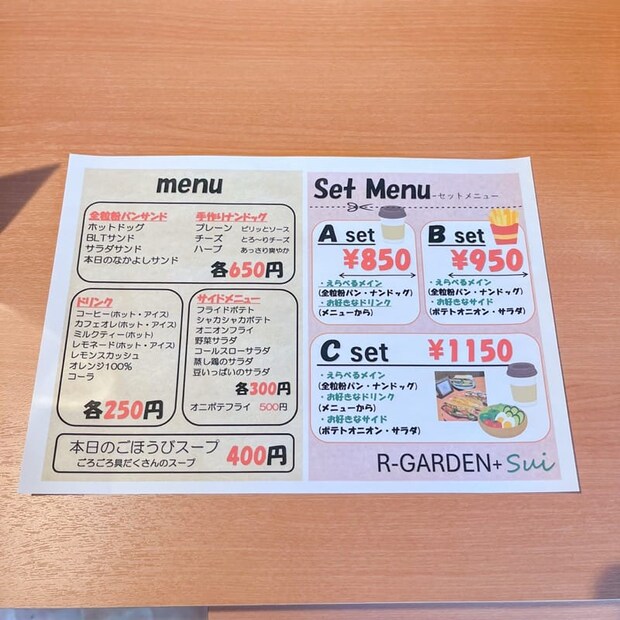 menu
全粒粉パンサンド
ホットドッグ
BLTサンド
サラダサンド
本日のなかよしサンド
手作りナンドッグ
プレーン ピリッとソース
チーズ とろ〜りチーズ
ハーブ あっさり爽やか
各650円
ドリンク
コーヒー(ホット・アイス)
カフェオレ(ホット・アイス)
ミルクティー(ホット)
レモネード(ホット・アイス)
レモンスカッシュ
オレンジ100%
コーラ
各250円
サイドメニュー
フライドポテト
シャカシャカポテト
オニオンフライ
野菜サラダ
コールスローサラダ
蒸し鶏のサラダ
豆いっぱいのサラダ
各300円
オニポテフライ 500円
本日のごほうびスープ
ごろごろ具だくさんのスープ
400円
Set Menu -セットメニュー
A set
¥850
・えらべるメイン
(全粒粉パン・ナンドッグ)
・お好きなドリンク
(メニューから)
B set
¥950
・えらべるメイン
(全粒粉パン・ナンドッグ)
・お好きなサイド
(ポテトオニオン・サラダ)
C set ¥1150
・えらべるメイン
(全粒粉パン・ナンドッグ)
・お好きなドリンク
(メニューから)
・お好きなサイド
(ポテトオニオン・サラダ)
R-GARDEN+ Sui